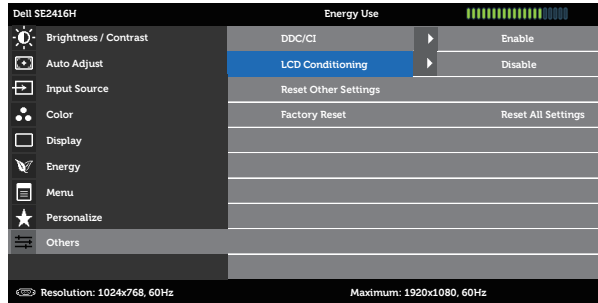 Dell SE2416H Energy Use
Brightness / Contrast DDC/CI Enable
Auto Adjust LCD Conditioning Disable
Input Source Reset Other Settings
Color Factory Reset Reset All Settings
Display
Energy
Menu
Personalize
Others
Resolution: 1024x768, 60Hz Maximum: 1920x1080, 60Hz